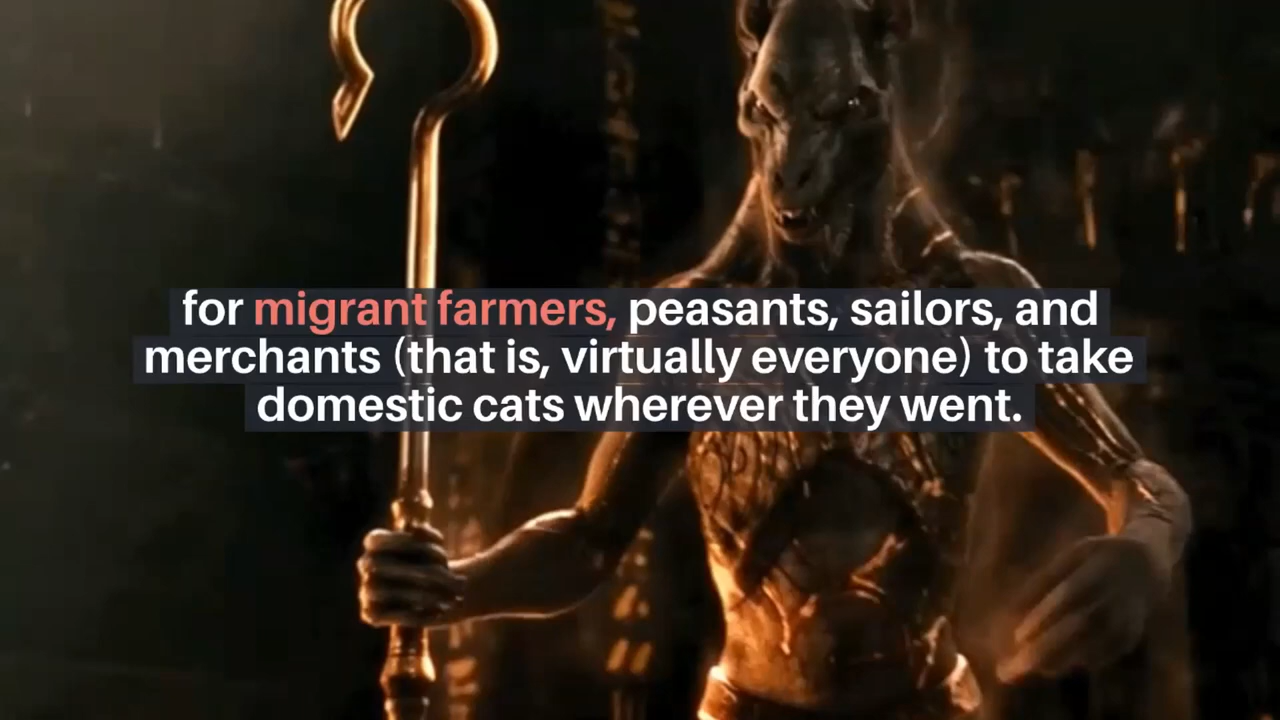 for migrant farmers, peasants, sailors, and
merchants (that is, virtually everyone) to take
domestic cats wherever they went.